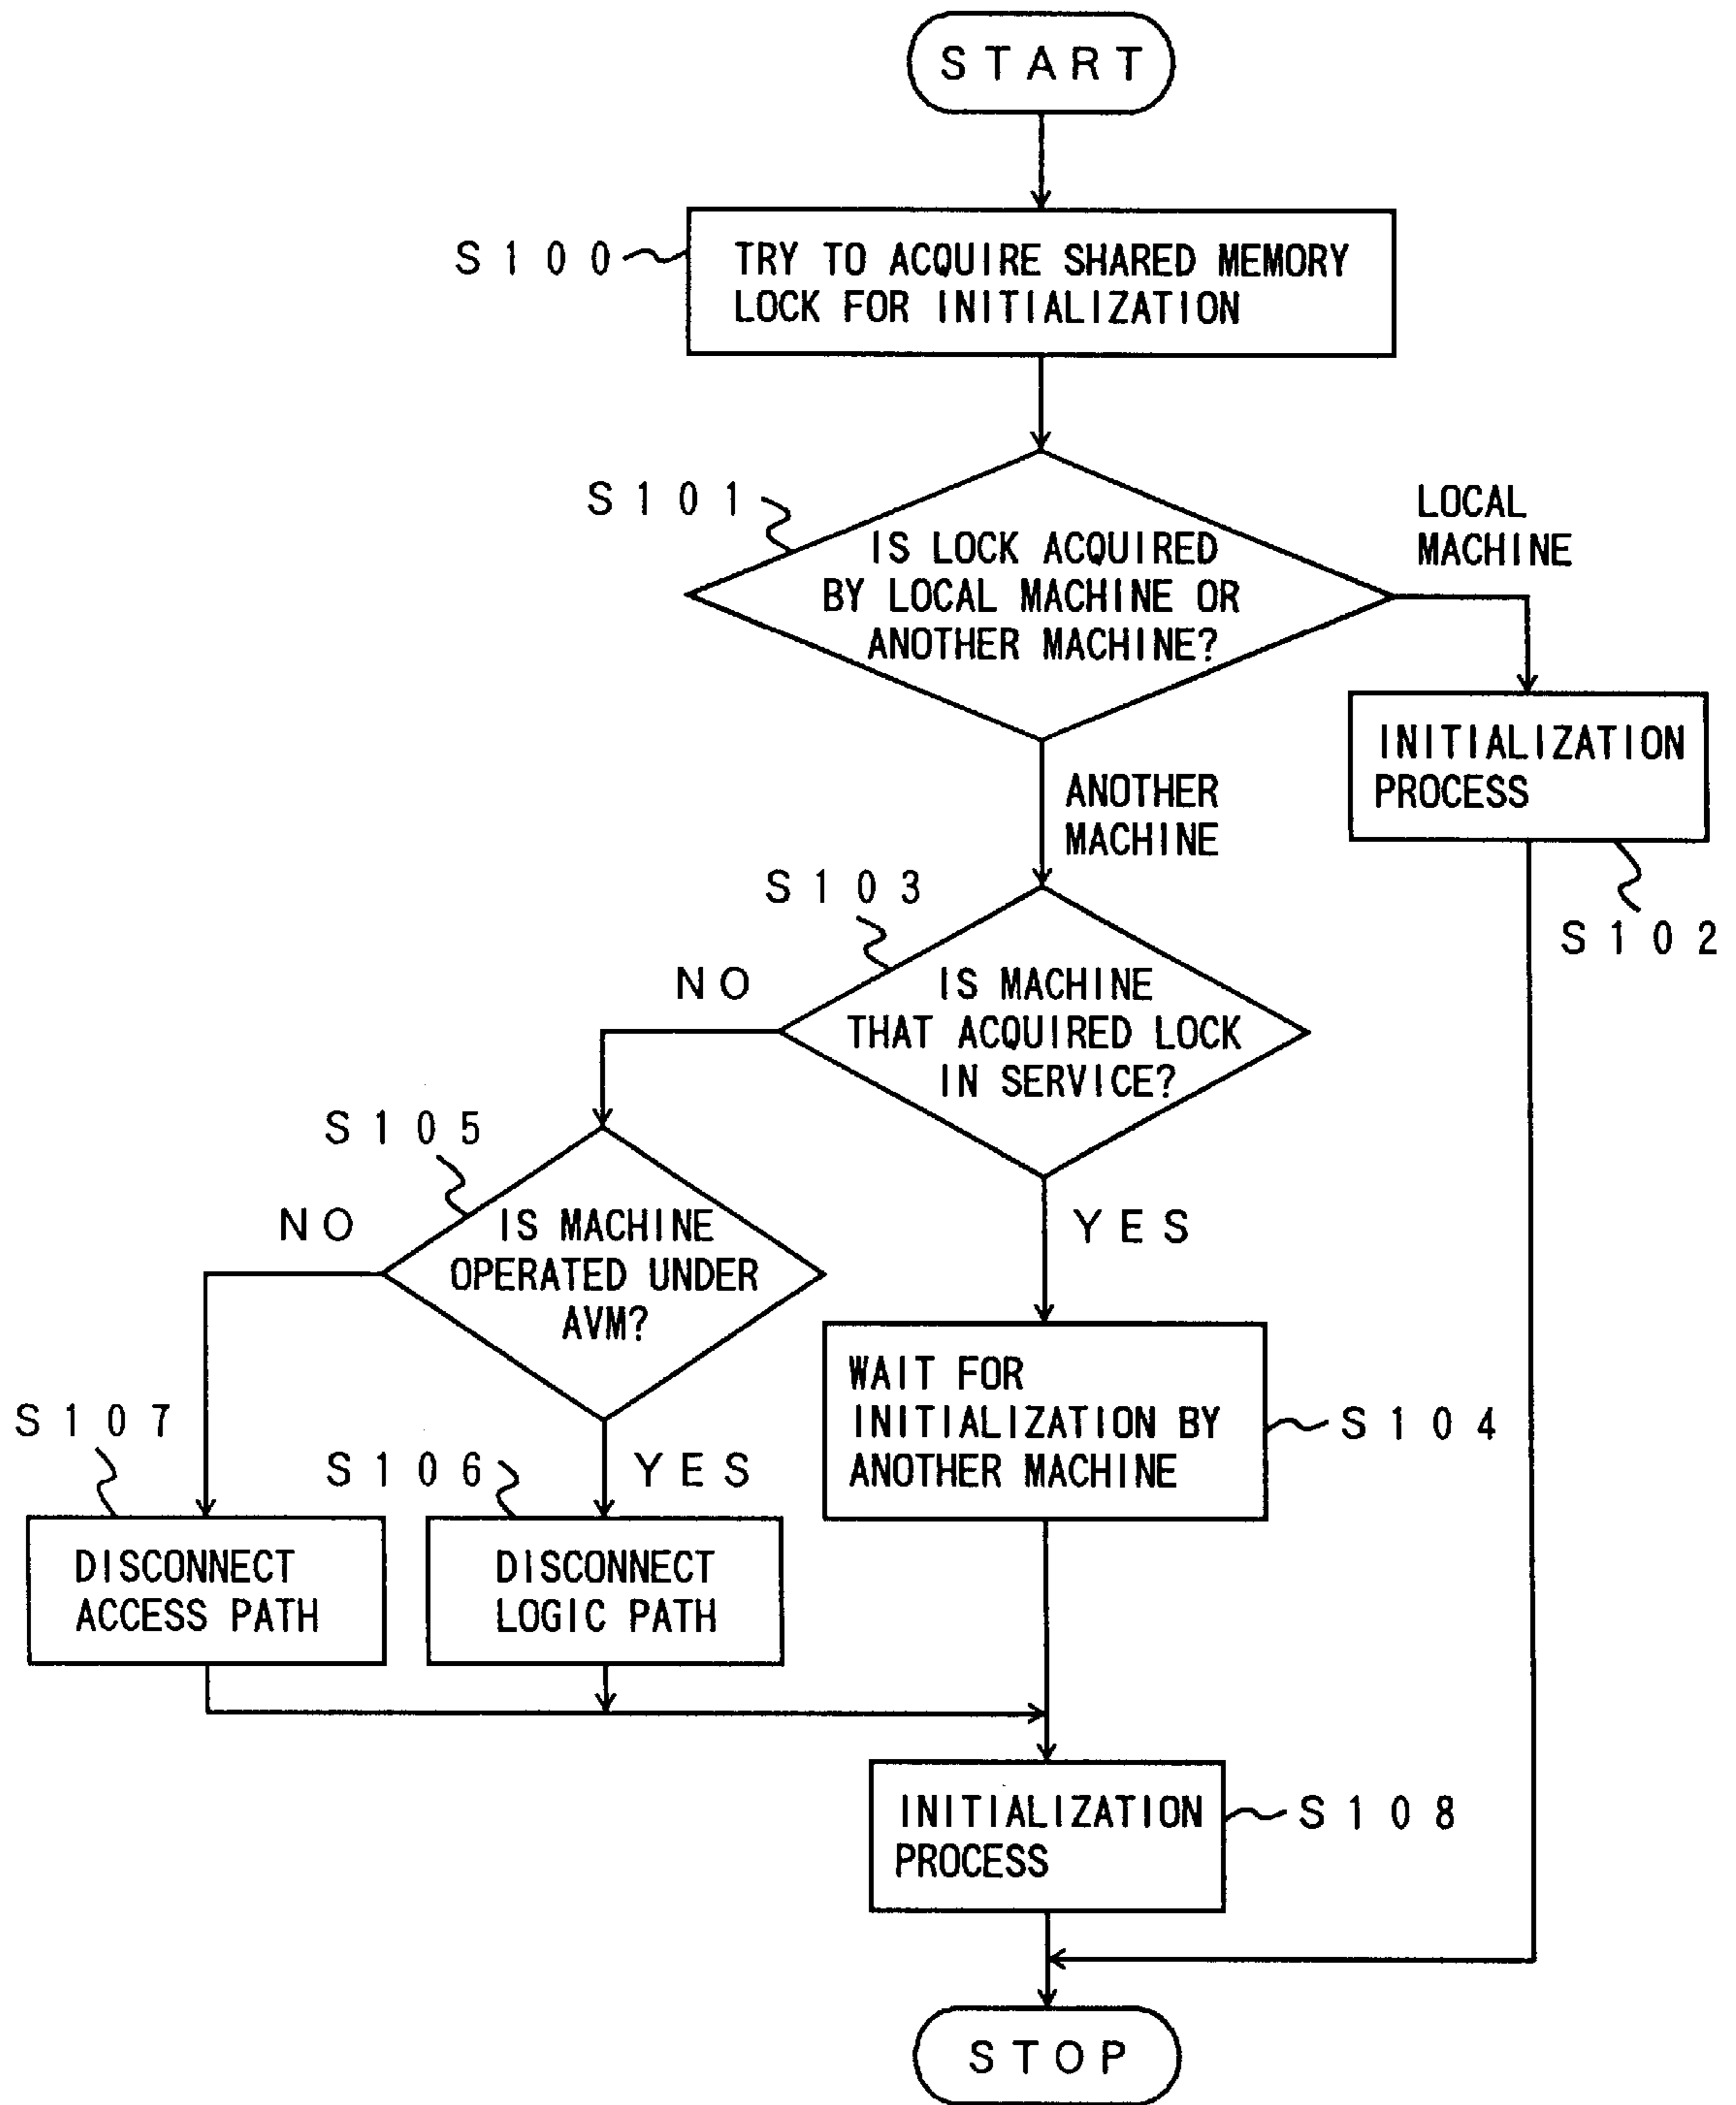 START
S100
TRY TO ACQUIRE SHARED MEMORY
LOCK FOR INITIALIZATION
S101
IS LOCK ACQUIRED
BY LOCAL MACHINE OR
ANOTHER MACHINE?
LOCAL
MACHINE
INITIALIZATION
PROCESS
S102
ANOTHER
MACHINE
S103
NO
IS MACHINE
THAT ACQUIRED LOCK
IN SERVICE?
YES
S105
NO
IS MACHINE
OPERATED UNDER
AVM?
WAIT FOR
INITIALIZATION BY
ANOTHER MACHINE
S104
S107
S106
YES
DISCONNECT
ACCESS PATH
DISCONNECT
LOGIC PATH
INITIALIZATION
PROCESS
S108
STOP